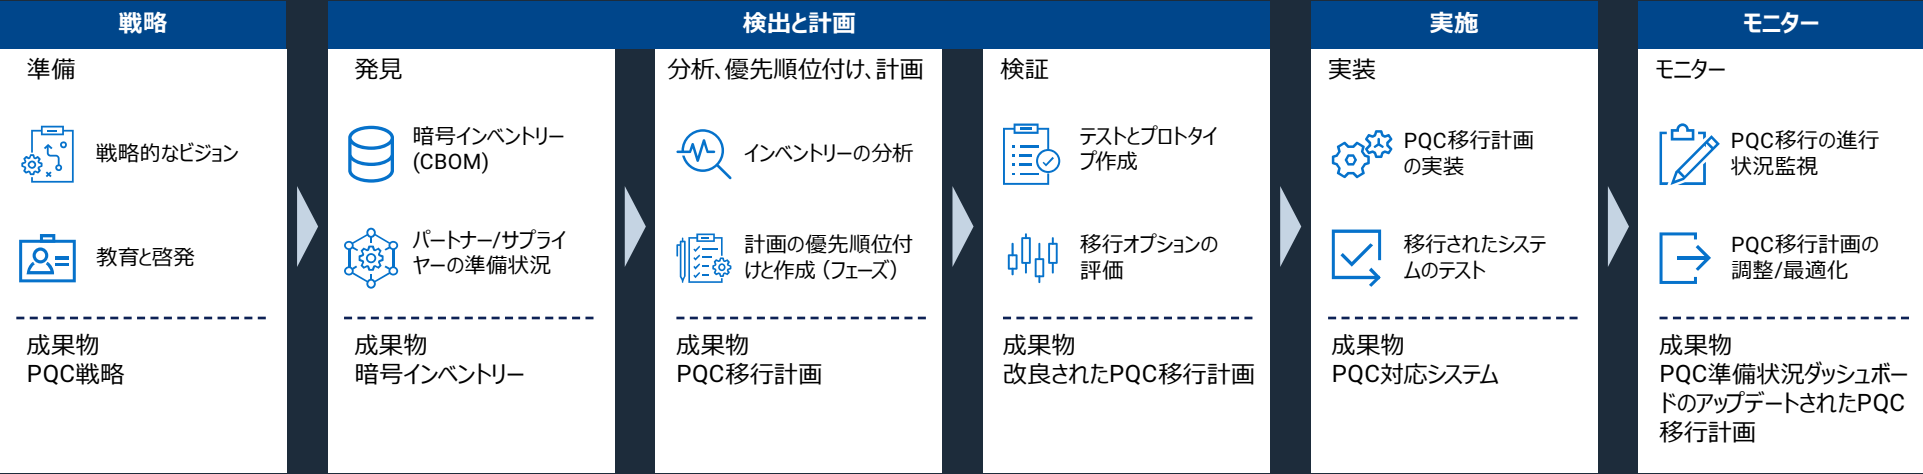 戦略
準備
戦略的なビジョン
教育と啓発
成果物
PQC戦略
検出と計画
発見
暗号インベントリー
(CBOM)
パートナー/サプライ
ヤーの準備状況
成果物
暗号インベントリー
分析、優先順位付け、計画
インベントリーの分析
計画の優先順位付
けと作成（フェーズ）
成果物
PQC移行計画
検証
テストとプロトタイ
プ作成
移行オプションの
評価
成果物
改良されたPQC移行計画
実施
実装
PQC移行計画
の実装
移行されたシステ
ムのテスト
成果物
PQC対応システム
モニター
モニター
PQC移行の進行
状況監視
PQC移行計画の
調整/最適化
成果物
PQC準備状況ダッシュボー
ドのアップデートされたPQC
移行計画